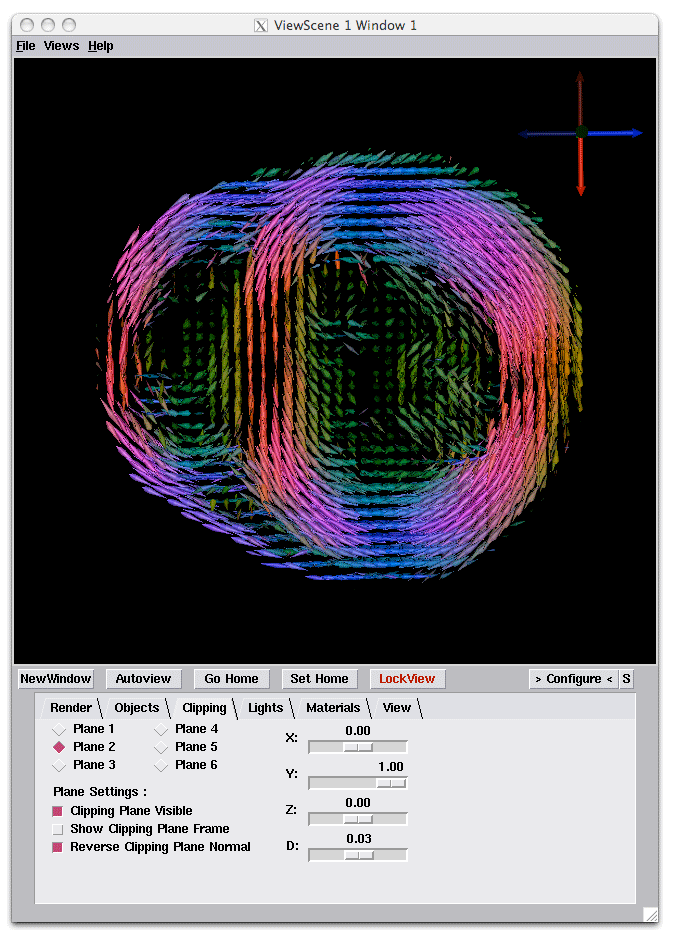 X ViewScene 1 Window 1
File Views Help
NewWindow Autoview Go Home Set Home LockView > Configure < S
Render Objects Clipping Lights Materials View
Plane 1 Plane 4
Plane 2 Plane 5
Plane 3 Plane 6
Plane Settings :
Clipping Plane Visible
Show Clipping Plane Frame
Reverse Clipping Plane Normal
X: 0.00
Y: 1.00
Z: 0.00
D: 0.03